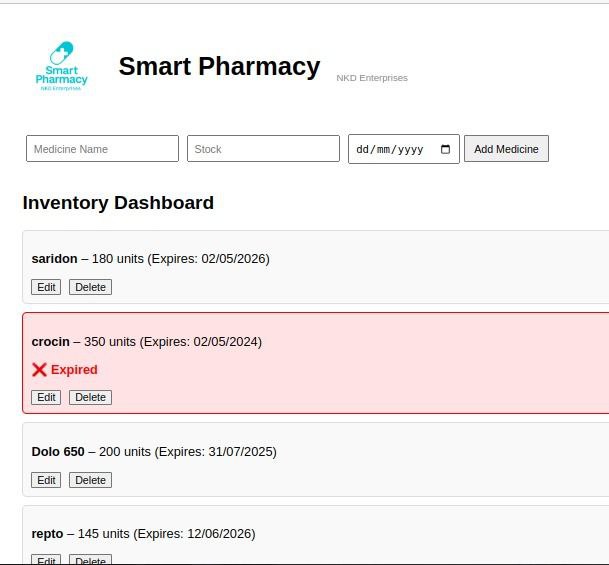 Smart
Pharmacy
NKD Enterprises
Smart Pharmacy NKD Enterprises
Medicine Name Stock dd/mm/yyyy Add Medicine
Inventory Dashboard
saridon – 180 units (Expires: 02/05/2026)
Edit Delete
crocin – 350 units (Expires: 02/05/2024)
❌ Expired
Edit Delete
Dolo 650 – 200 units (Expires: 31/07/2025)
Edit Delete
repto – 145 units (Expires: 12/06/2026)
Edit Delete